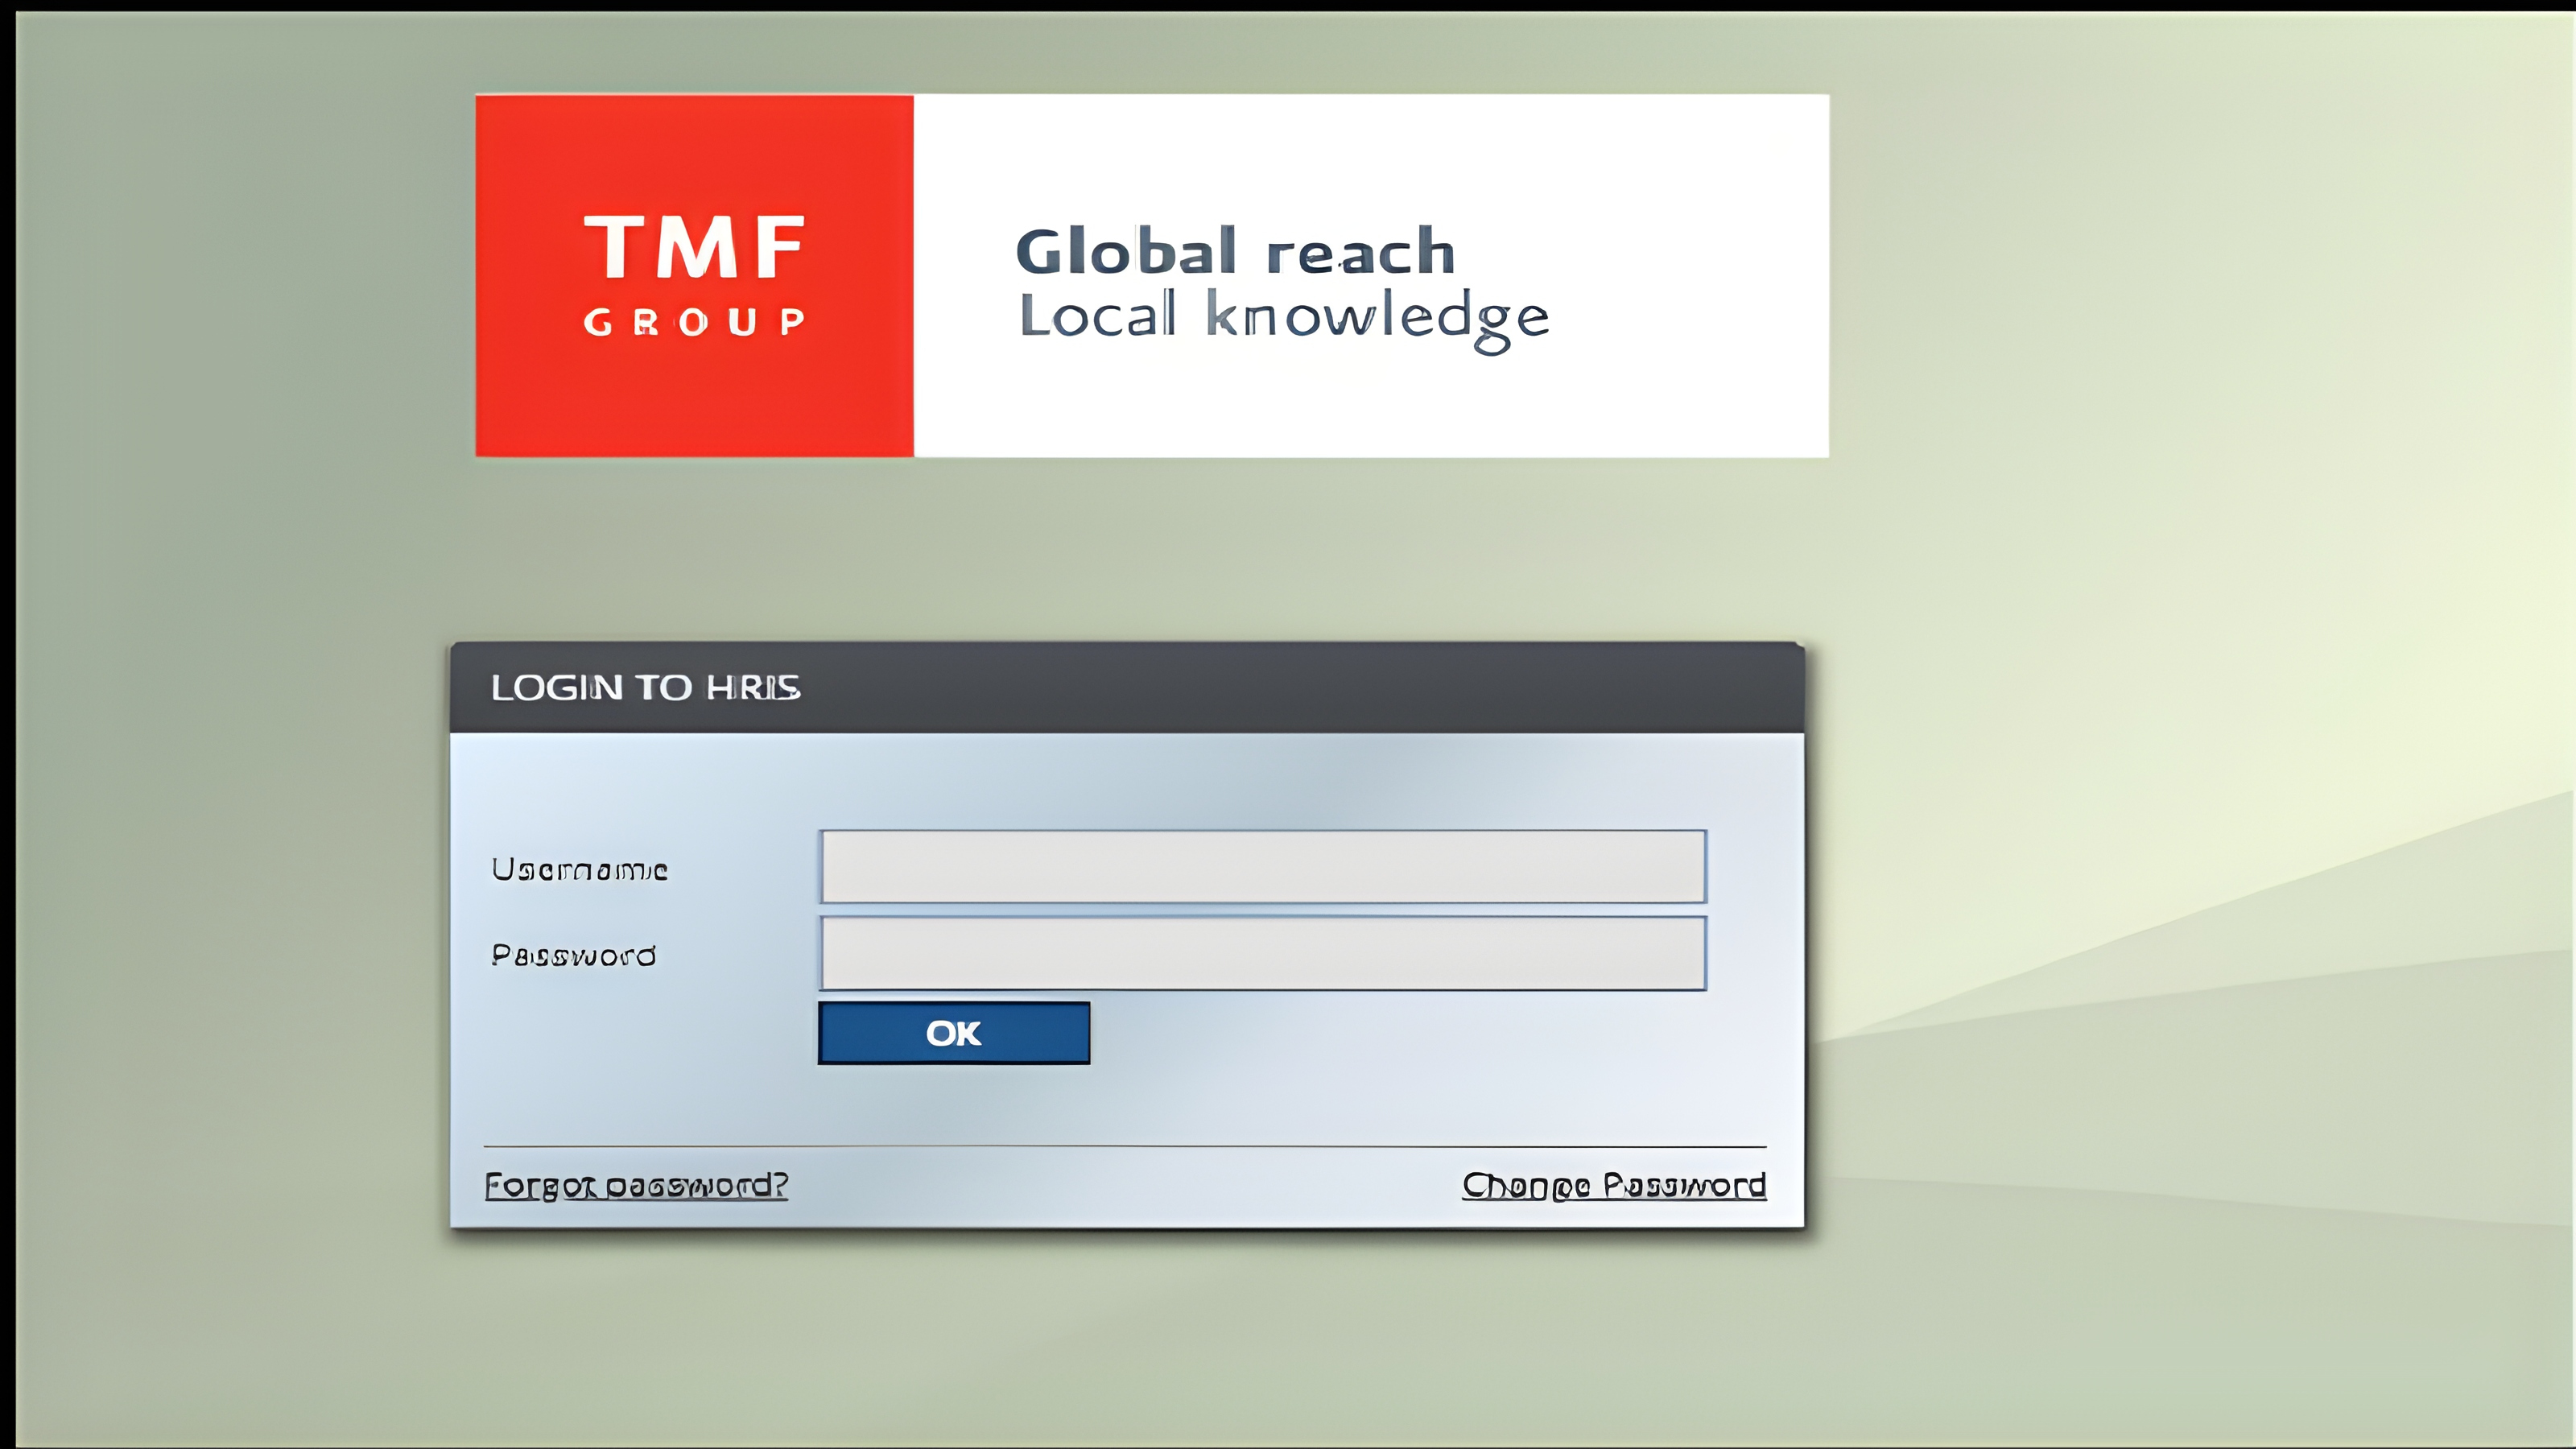 TMF
GROUP
Global reach
Local knowledge
LOGIN TO HRIS
Username
Password
OK
Forgot password?
Change Password